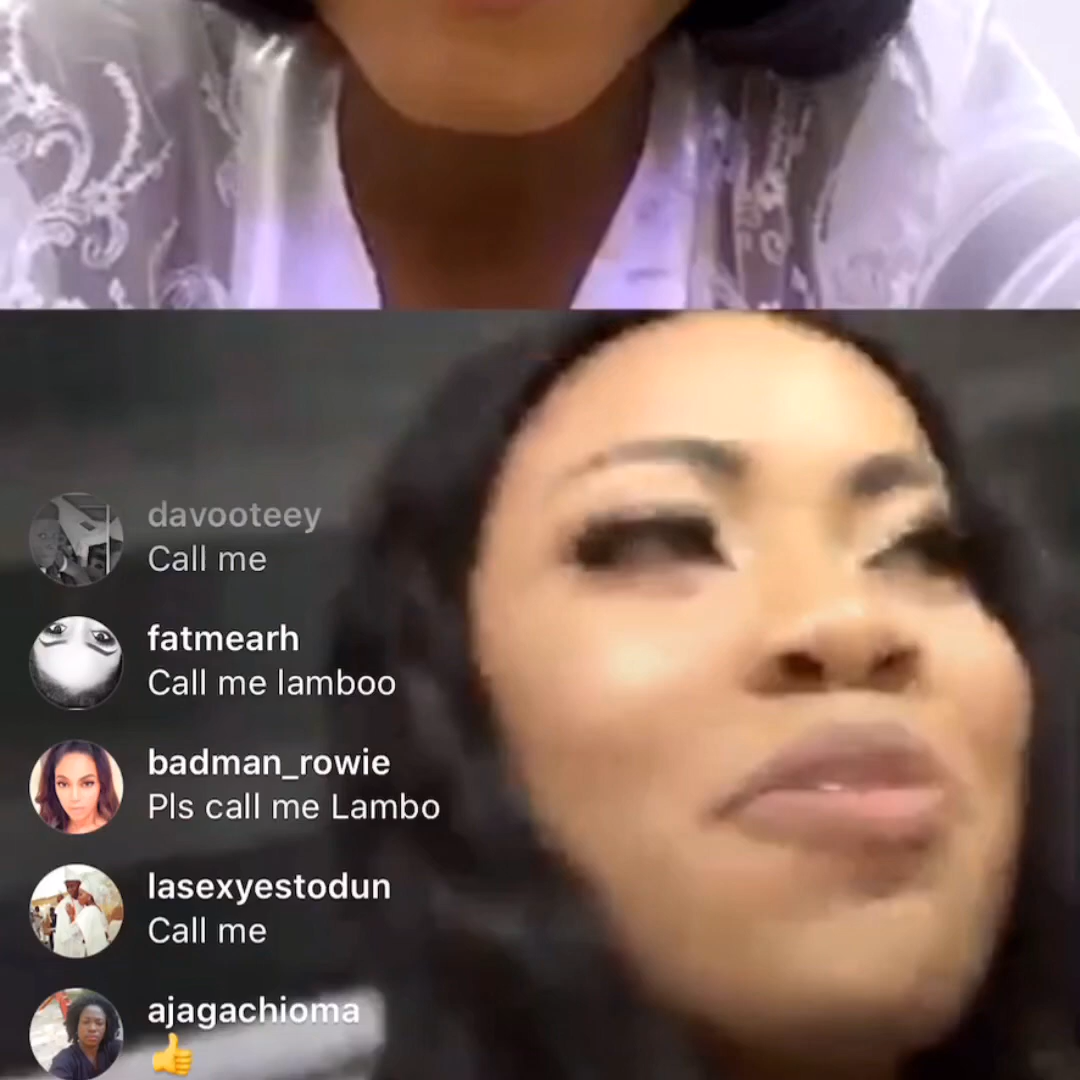 davooteey
Call me
fatmearh
Call me lamboo
badman_rowie
Pls call me Lambo
lasexyestodun
Call me
ajagachioma
👍